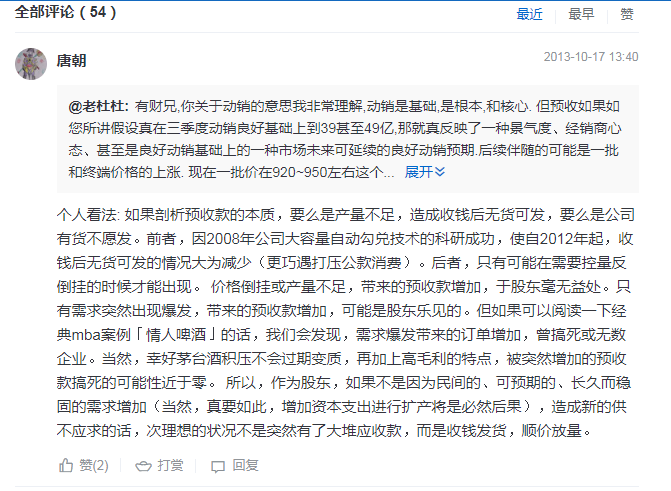 全部评论（54）
最近 最早 赞
唐朝
2013-10-17 13:40
@老杜杜: 有财兄,你关于动销的意思我非常理解,动销是基础,是根本,和核心. 但预收如果如
您所讲假设真在三季度动销良好基础上到39甚至49亿,那就真反映了一种景气度、经销商心
态、甚至是良好动销基础上的一种市场未来可延续的良好动销预期.后续伴随的可能是一批
和终端价格的上涨. 现在一批价在920~950左右这个... 展开
个人看法: 如果剖析预收款的本质，要么是产量不足，造成收钱后无货可发，要么是公司
有货不愿发。前者，因2008年公司大容量自动勾兑技术的科研成功，使自2012年起，收
钱后无货可发的情况大为减少（更巧遇打压公款消费）。后者，只有可能在需要控量反
倒挂的时候才能出现。 价格倒挂或产量不足，带来的预收款增加，于股东毫无益处。只
有需求突然出现爆发，带来的预收款增加，可能是股东乐见的。但如果可以阅读一下经
典mba案例「情人啤酒」的话，我们会发现，需求爆发带来的订单增加，曾搞死或无数
企业。当然，幸好茅台酒积压不会过期变质，再加上高毛利的特点，被突然增加的预收
款搞死的可能性近于零。 所以，作为股东，如果不是因为民间的、可预期的、长久而稳
固的需求增加（当然，真要如此，增加资本支出进行扩产将是必然后果），造成新的供
不应求的话，次理想的状况不是突然有了大堆应收款，而是收钱发货，顺价放量。
赞(2) 打赏 回复